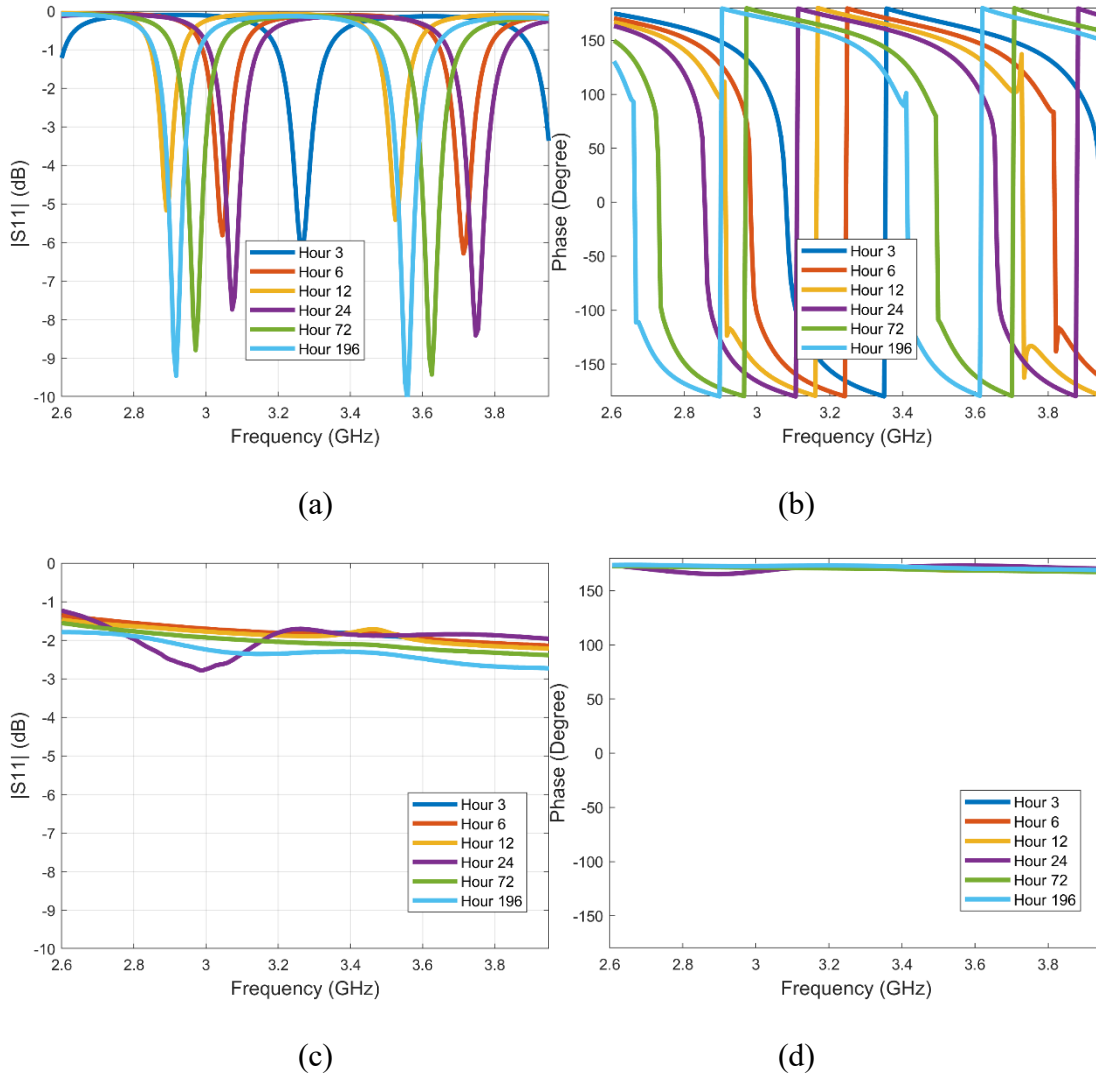 0
-1
-2
-3
-4
-5
-6
-7
-8
-9
-10
|S11| (dB)
Hour 3
Hour 6
Hour 12
Hour 24
Hour 72
Hour 196
2.6 2.8 3 3.2 3.4 3.6 3.8
Frequency (GHz)
(a)
150
100
50
0
-50
-100
-150
Phase (Degree)
Hour 3
Hour 6
Hour 12
Hour 24
Hour 72
Hour 196
2.6 2.8 3 3.2 3.4 3.6 3.8
Frequency (GHz)
(b)
0
-1
-2
-3
-4
-5
-6
-7
-8
-9
-10
|S11| (dB)
Hour 3
Hour 6
Hour 12
Hour 24
Hour 72
Hour 196
2.6 2.8 3 3.2 3.4 3.6 3.8
Frequency (GHz)
(c)
150
100
50
0
-50
-100
-150
Phase (Degree)
Hour 3
Hour 6
Hour 12
Hour 24
Hour 72
Hour 196
2.6 2.8 3 3.2 3.4 3.6 3.8
Frequency (GHz)
(d)